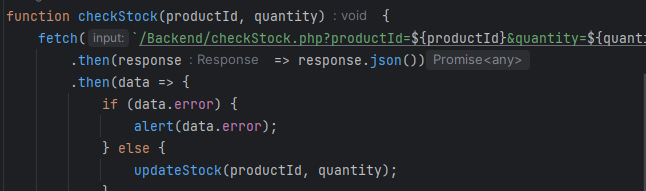 function checkStock(productId, quantity) : void {
fetch( input: `/Backend/checkStock.php?productId=${productId}&quantity=${quanti
.then(response : Response => response.json()) Promise<any>
.then(data => {
if (data.error) {
alert(data.error);
} else {
updateStock(productId, quantity);
}